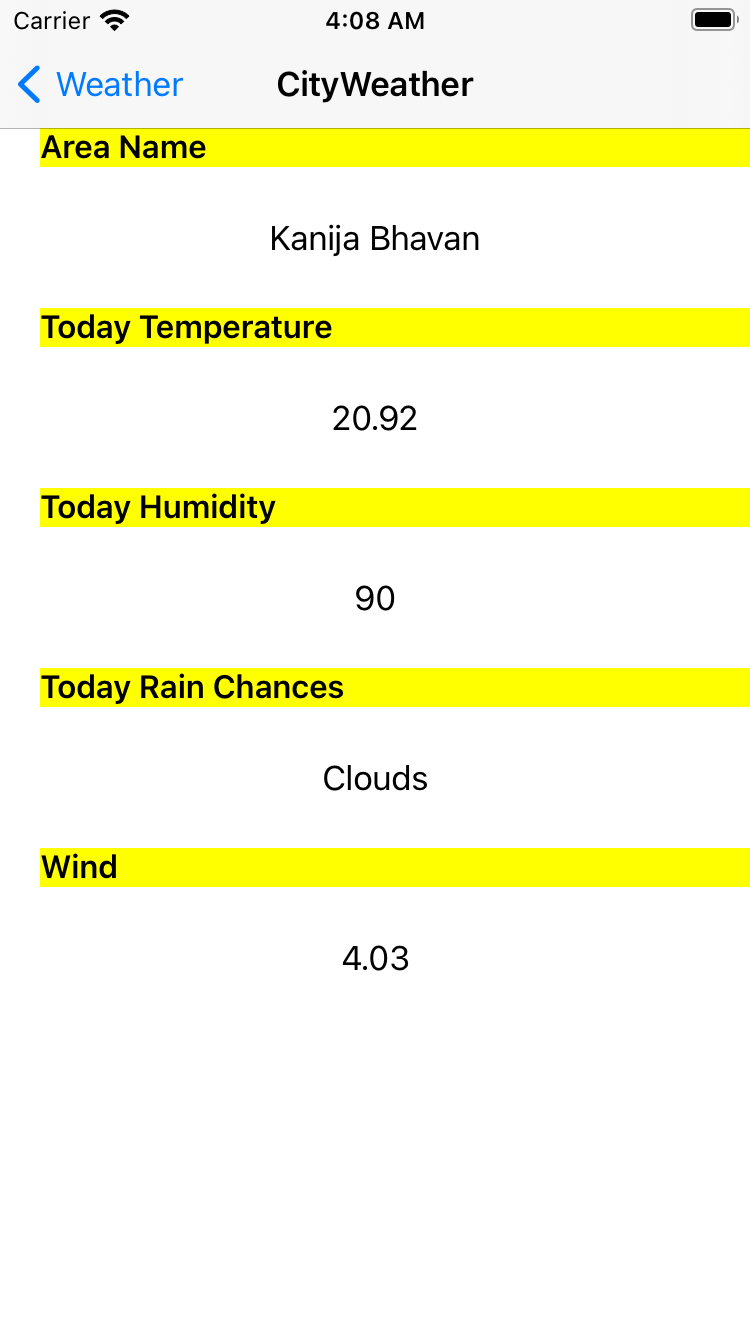 Carrier 4:08 AM
Weather CityWeather
Area Name
Kanija Bhavan
Today Temperature
20.92
Today Humidity
90
Today Rain Chances
Clouds
Wind
4.03